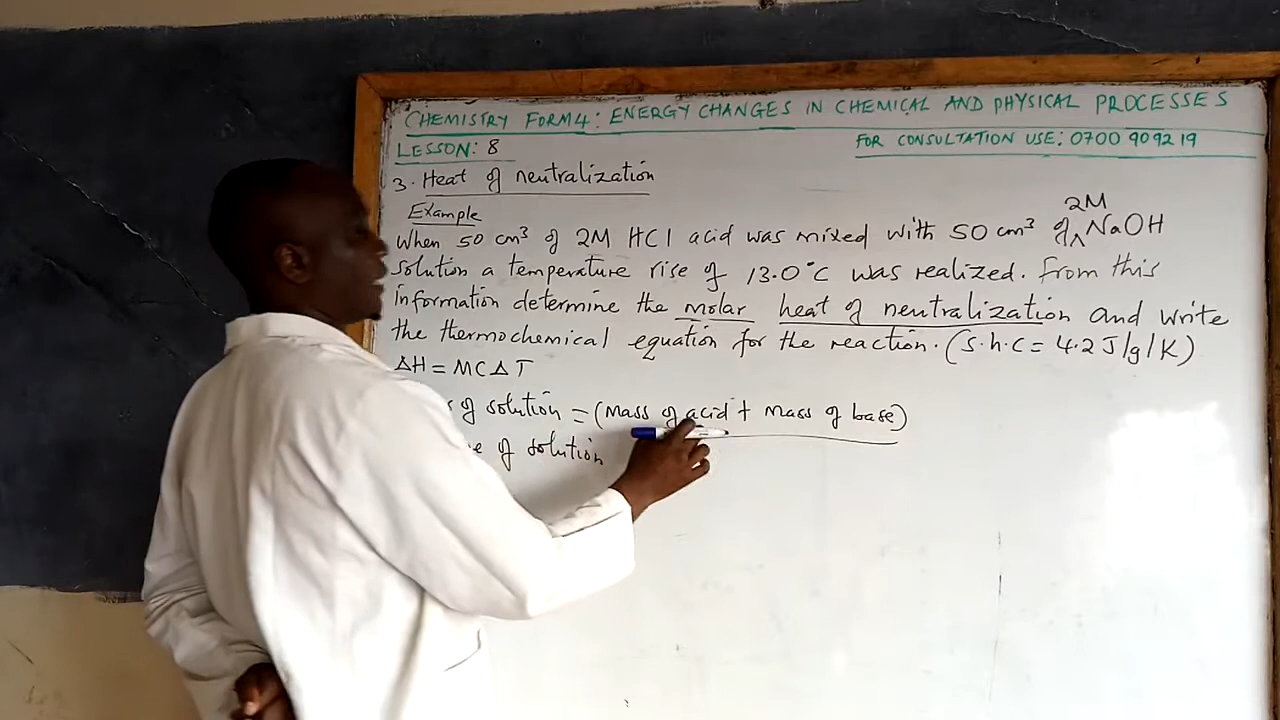 CHEMISTRY FORM4: ENERGY CHANGES IN CHEMICAL AND PHYSICAL PROCESSES
LESSON: 8
FOR CONSULTATION USE: 0700 909219
3. Heat of neutralization
Example
2M
When 50 cm³ of 2M HCl acid was mixed with 50 cm³ of ʌ NaOH
solution a temperature rise of 13.0°C was realized. From this
information determine the molar heat of neutralization and write
the thermochemical equation for the reaction. (S.h.c = 4.2J/g/K)
ΔH = MCΔT
of solution = (mass of acid + mass of base)
of solution